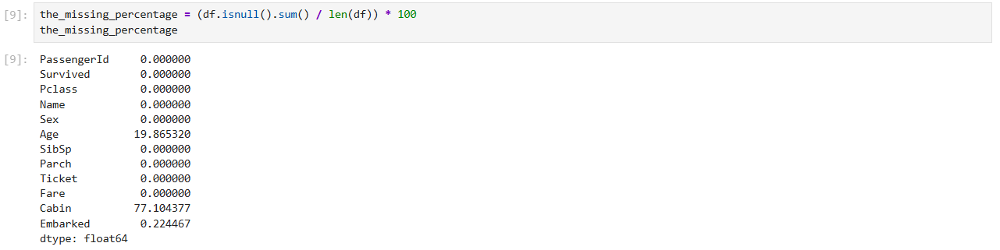 [9]: the_missing_percentage = (df.isnull().sum() / len(df)) * 100
the_missing_percentage
[9]: PassengerId 0.000000
Survived 0.000000
Pclass 0.000000
Name 0.000000
Sex 0.000000
Age 19.865320
SibSp 0.000000
Parch 0.000000
Ticket 0.000000
Fare 0.000000
Cabin 77.104377
Embarked 0.224467
dtype: float64